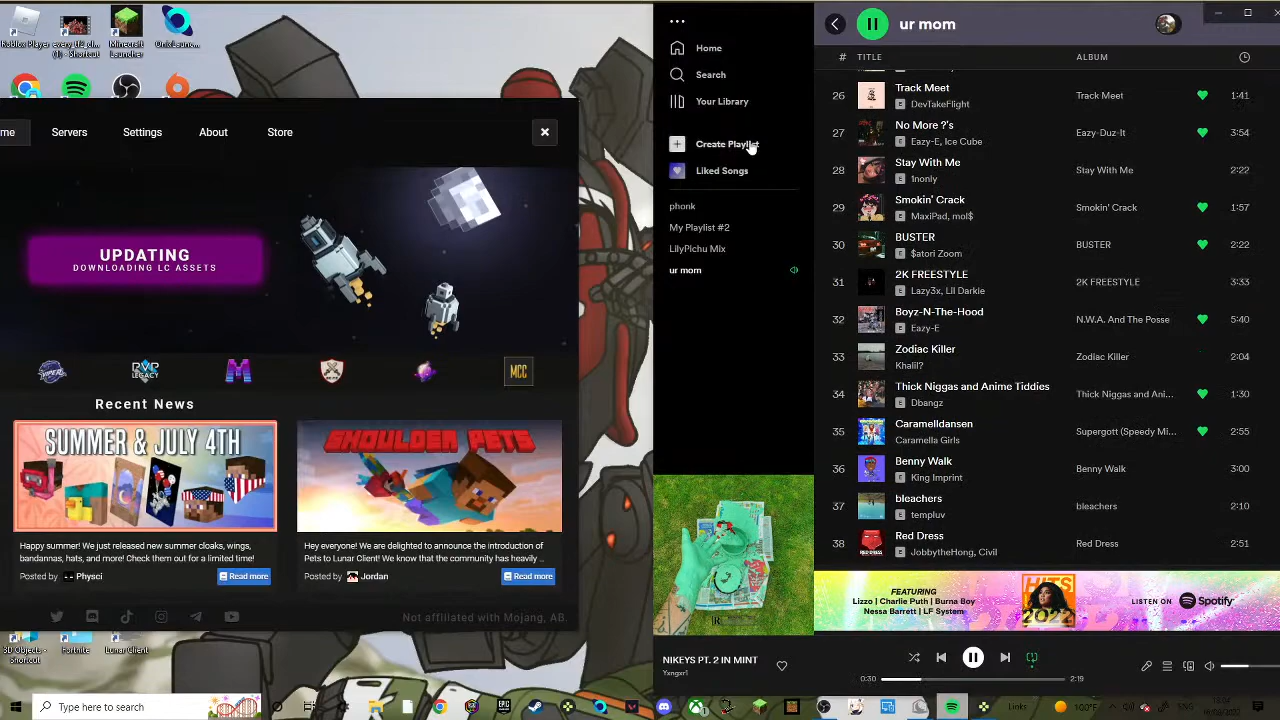 Roblox Player
Minecraft
Launcher
me
Servers
Settings
About
Store
UPDATING
DOWNLOADING LC ASSETS
VIPER
PVP
LEGACY
MCC
Recent News
SUMMER & JULY 4TH
SHOULDER PETS
Happy summer! We just released new summer cloaks, wings,
bandannas, hats, and more! Check them out for a limited time!
Posted by Physci
Read more
Hey everyone! We are delighted to announce the introduction of
Pets to Lunar Client! We know that the community has heavily ...
Posted by Jordan
Read more
Not affiliated with Mojang, AB.
3D Objects -
Shortcut
Fortnite
Lunar Client
Type here to search
Home
Search
Your Library
Create Playlist
Liked Songs
phonk
My Playlist #2
LilyPichu Mix
ur mom
NIKEYS PT. 2 IN MINT
Yxngxr1
ur mom
# TITLE ALBUM
26 Track Meet Track Meet 1:41
E DevTakeFlight
27 No More ?'s Eazy-Duz-It 3:54
E Eazy-E, Ice Cube
28 Stay With Me Stay With Me 2:22
E 1nonly
29 Smokin' Crack Smokin' Crack 1:57
E MaxiPad, mol$
30 BUSTER BUSTER 2:22
E $atori Zoom
31 2K FREESTYLE 2K FREESTYLE 3:33
E Lazy3x, Lil Darkie
32 Boyz-N-The-Hood N.W.A. And The Posse 5:40
E Eazy-E
33 Zodiac Killer Zodiac Killer 2:04
Khalil?
34 Thick Niggas and Anime Tiddies Thick Niggas and Ani... 1:30
E Dbangz
35 Caramelldansen Supergott (Speedy Mi... 2:55
Caramella Girls
36 Benny Walk Benny Walk 3:00
E King Imprint
37 bleachers bleachers 2:10
E templuv
38 Red Dress Red Dress 2:51
E JobbytheHong, Civil
FEATURING
Lizzo | Charlie Puth | Burna Boy
Nessa Barrett | LF System
HITS
2022
LISTEN ON Spotify
0:30 2:19
EPIC
Links
100°F